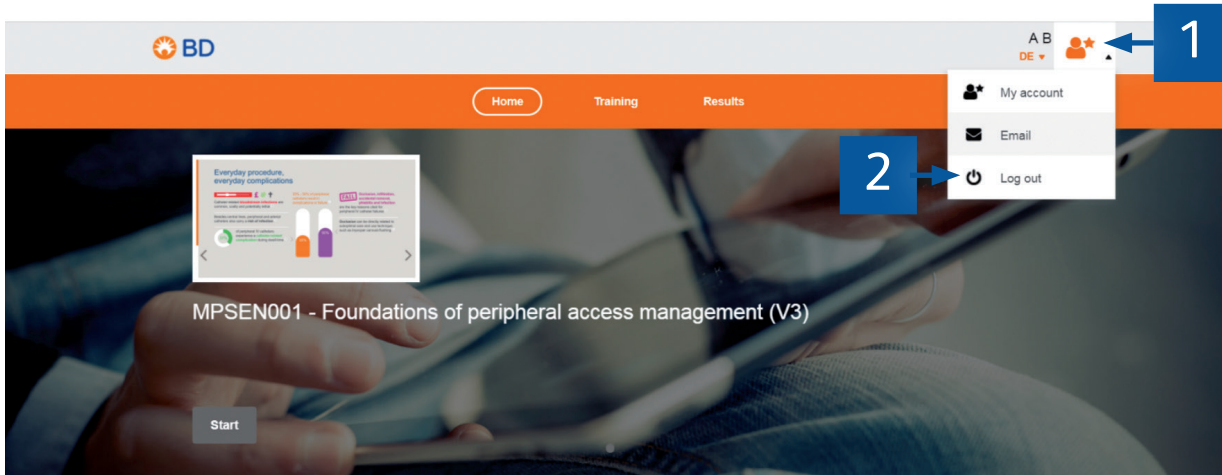 BD
A B
DE
1
Home
Training
Results
My account
Email
2
Log out
Everyday procedure,
everyday complications
FAIL
MPSEN001 - Foundations of peripheral access management (V3)
Start